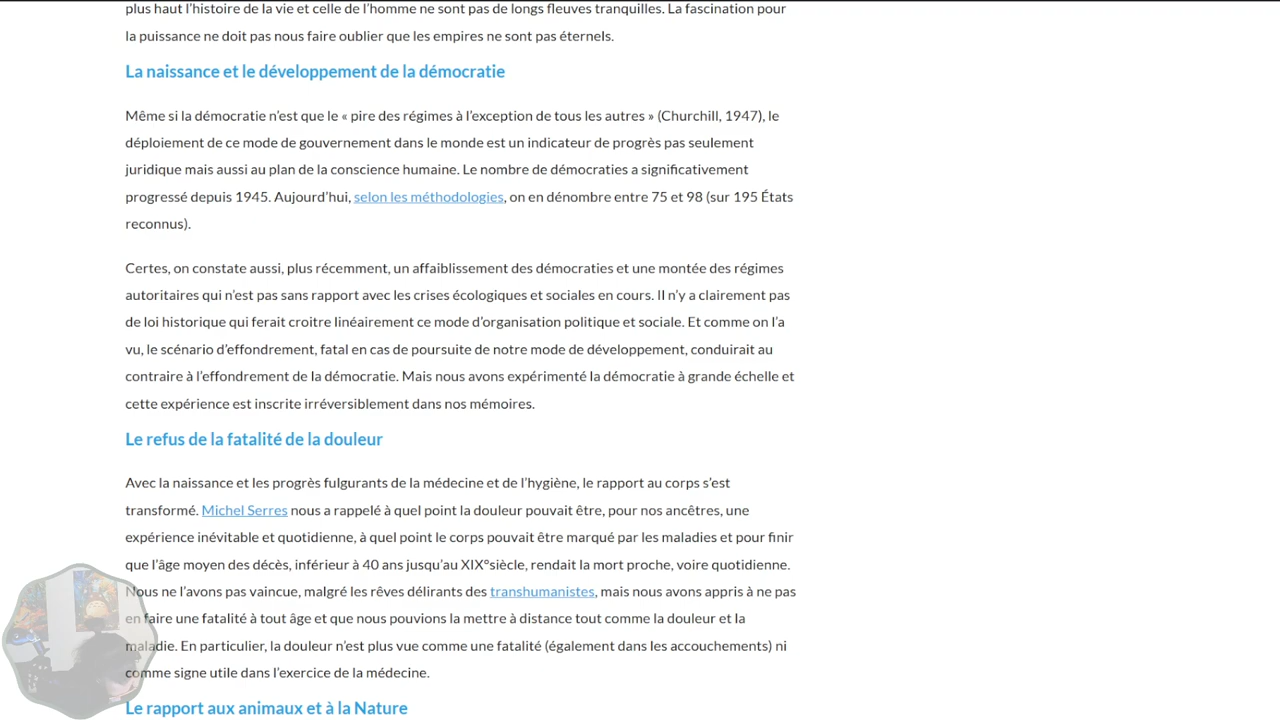 plus haut l’histoire de la vie et celle de l’homme ne sont pas de longs fleuves tranquilles. La fascination pour
la puissance ne doit pas nous faire oublier que les empires ne sont pas éternels.
La naissance et le développement de la démocratie
Même si la démocratie n’est que le « pire des régimes à l’exception de tous les autres » (Churchill, 1947), le
déploiement de ce mode de gouvernement dans le monde est un indicateur de progrès pas seulement
juridique mais aussi au plan de la conscience humaine. Le nombre de démocraties a significativement
progressé depuis 1945. Aujourd’hui, selon les méthodologies, on en dénombre entre 75 et 98 (sur 195 États
reconnus).
Certes, on constate aussi, plus récemment, un affaiblissement des démocraties et une montée des régimes
autoritaires qui n’est pas sans rapport avec les crises écologiques et sociales en cours. Il n’y a clairement pas
de loi historique qui ferait croitre linéairement ce mode d’organisation politique et sociale. Et comme on l’a
vu, le scénario d’effondrement, fatal en cas de poursuite de notre mode de développement, conduirait au
contraire à l’effondrement de la démocratie. Mais nous avons expérimenté la démocratie à grande échelle et
cette expérience est inscrite irréversiblement dans nos mémoires.
Le refus de la fatalité de la douleur
Avec la naissance et les progrès fulgurants de la médecine et de l’hygiène, le rapport au corps s’est
transformé. Michel Serres nous a rappelé à quel point la douleur pouvait être, pour nos ancêtres, une
expérience inévitable et quotidienne, à quel point le corps pouvait être marqué par les maladies et pour finir
que l’âge moyen des décès, inférieur à 40 ans jusqu’au XIX°siècle, rendait la mort proche, voire quotidienne.
Nous ne l’avons pas vaincue, malgré les rêves délirants des transhumanistes, mais nous avons appris à ne pas
en faire une fatalité à tout âge et que nous pouvions la mettre à distance tout comme la douleur et la
maladie. En particulier, la douleur n’est plus vue comme une fatalité (également dans les accouchements) ni
comme signe utile dans l’exercice de la médecine.
Le rapport aux animaux et à la Nature